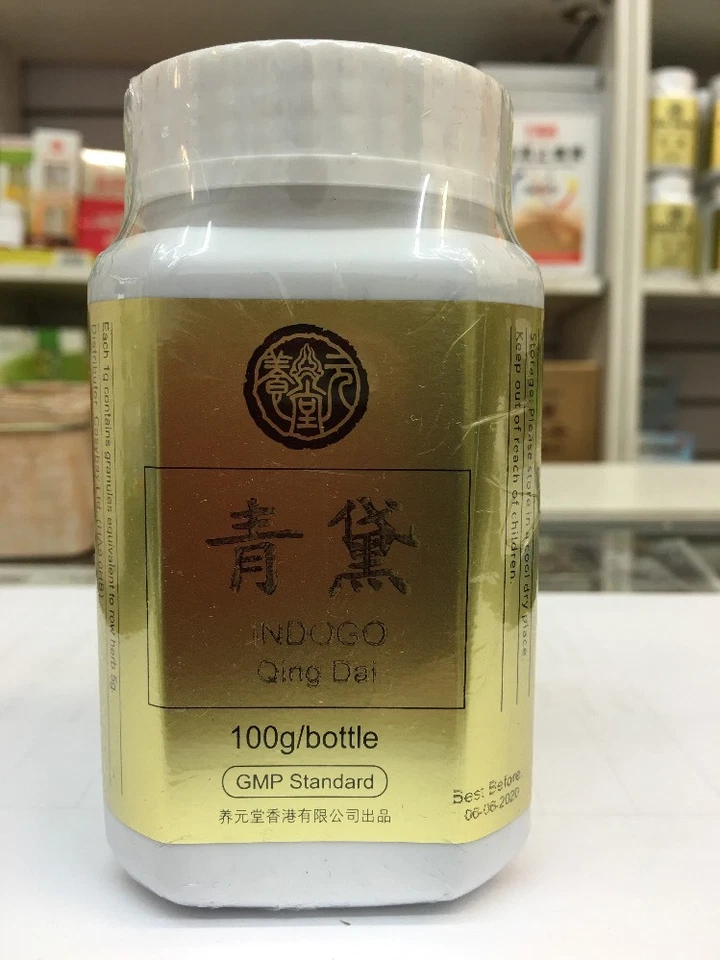 養元堂
青黛
INDOGO
Qing Dai
100g/bottle
GMP Standard
养元堂香港有限公司出品
Best Before
06-06-2020
Each 1g contains granules equivalent to raw herb 5g
Storage: Please store in a cool dry place
Keep out of reach of children.